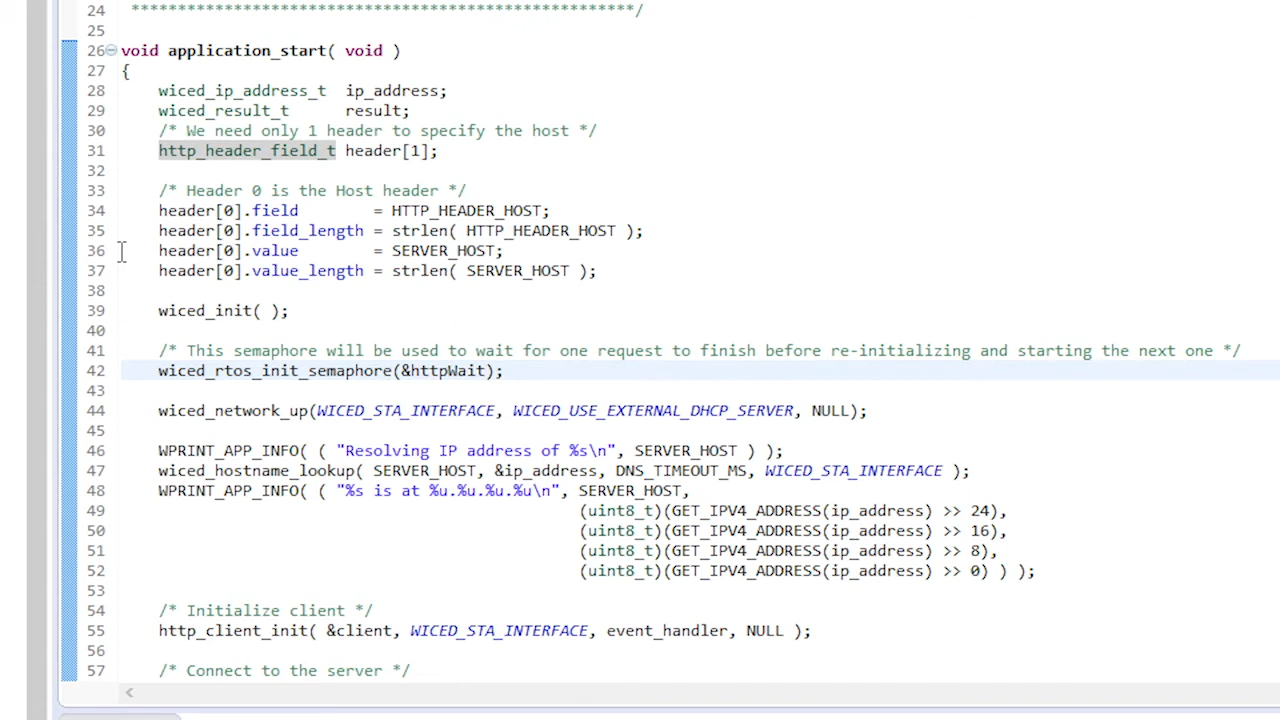 24 ******************************************************/
25
26 void application_start( void )
27 {
28 wiced_ip_address_t  ip_address;
29 wiced_result_t      result;
30 /* We need only 1 header to specify the host */
31 http_header_field_t header[1];
32
33 /* Header 0 is the Host header */
34 header[0].field        = HTTP_HEADER_HOST;
35 header[0].field_length = strlen( HTTP_HEADER_HOST );
36 header[0].value        = SERVER_HOST;
37 header[0].value_length = strlen( SERVER_HOST );
38
39 wiced_init( );
40
41 /* This semaphore will be used to wait for one request to finish before re-initializing and starting the next one */
42 wiced_rtos_init_semaphore(&httpWait);
43
44 wiced_network_up(WICED_STA_INTERFACE, WICED_USE_EXTERNAL_DHCP_SERVER, NULL);
45
46 WPRINT_APP_INFO( ( "Resolving IP address of %s\n", SERVER_HOST ) );
47 wiced_hostname_lookup( SERVER_HOST, &ip_address, DNS_TIMEOUT_MS, WICED_STA_INTERFACE );
48 WPRINT_APP_INFO( ( "%s is at %u.%u.%u.%u\n", SERVER_HOST,
49 (uint8_t)(GET_IPV4_ADDRESS(ip_address) >> 24),
50 (uint8_t)(GET_IPV4_ADDRESS(ip_address) >> 16),
51 (uint8_t)(GET_IPV4_ADDRESS(ip_address) >> 8),
52 (uint8_t)(GET_IPV4_ADDRESS(ip_address) >> 0) ) );
53
54 /* Initialize client */
55 http_client_init( &client, WICED_STA_INTERFACE, event_handler, NULL );
56
57 /* Connect to the server */